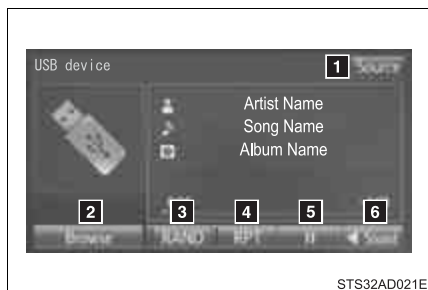 USB device
1 Source
Artist Name
Song Name
Album Name
2 3 4 5 6
Browse RAND RPT II Sound
STS32AD021E